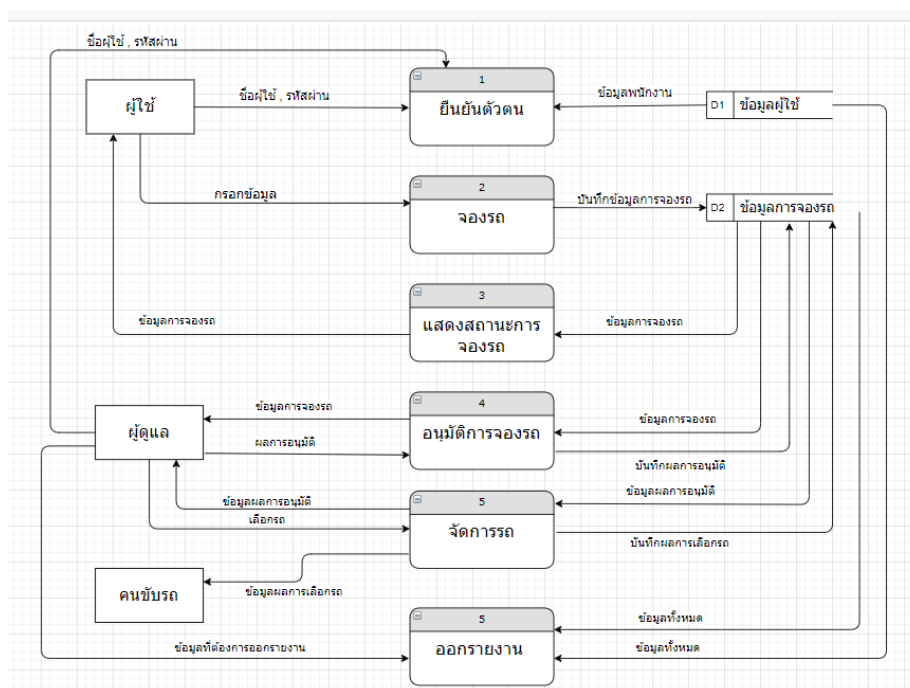 ชื่อผุ้ใช้ , รหัสผ่าน
1
ผู้ใช้
ชื่อผุ้ใช้ , รหัสผ่าน
ยืนยันตัวตน
ข้อมูลพนักงาน
D1 ข้อมูลผู้ใช้
2
กรอกข้อมูล
จองรถ
บันทึกข้อมูลการจองรถ
D2 ข้อมูลการจองรถ
3
ข้อมูลการจองรถ
แสดงสถานะการ
จองรถ
ข้อมูลการจองรถ
4
ข้อมูลการจองรถ
ผู้ดูแล
ผลการอนุมัติ
อนุมัติการจองรถ
ข้อมูลการจองรถ
บันทึกผลการอนุมัติ
5
ข้อมูลผลการอนุมัติ
เลือกรถ
จัดการรถ
ข้อมูลผลการอนุมัติ
บันทึกผลการเลือกรถ
คนขับรถ
ข้อมูลผลการเลือกรถ
5
ข้อมูลที่ต้องการออกรายงาน
ออกรายงาน
ข้อมูลทั้งหมด
ข้อมูลทั้งหมด